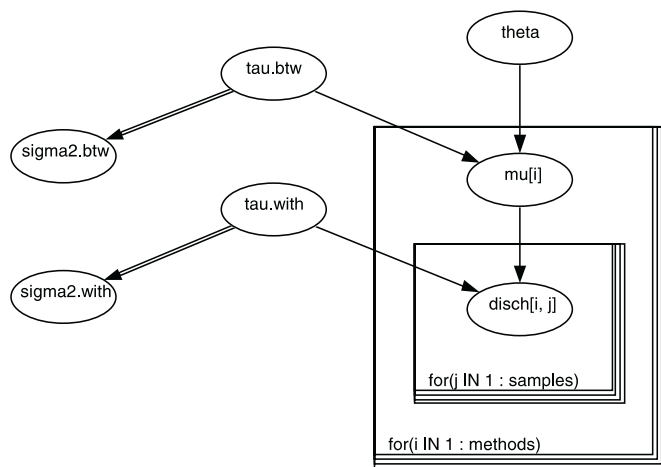 theta
tau.btw
sigma2.btw
mu[i]
tau.with
sigma2.with
disch[i, j]
for(j IN 1 : samples)
for(i IN 1 : methods)